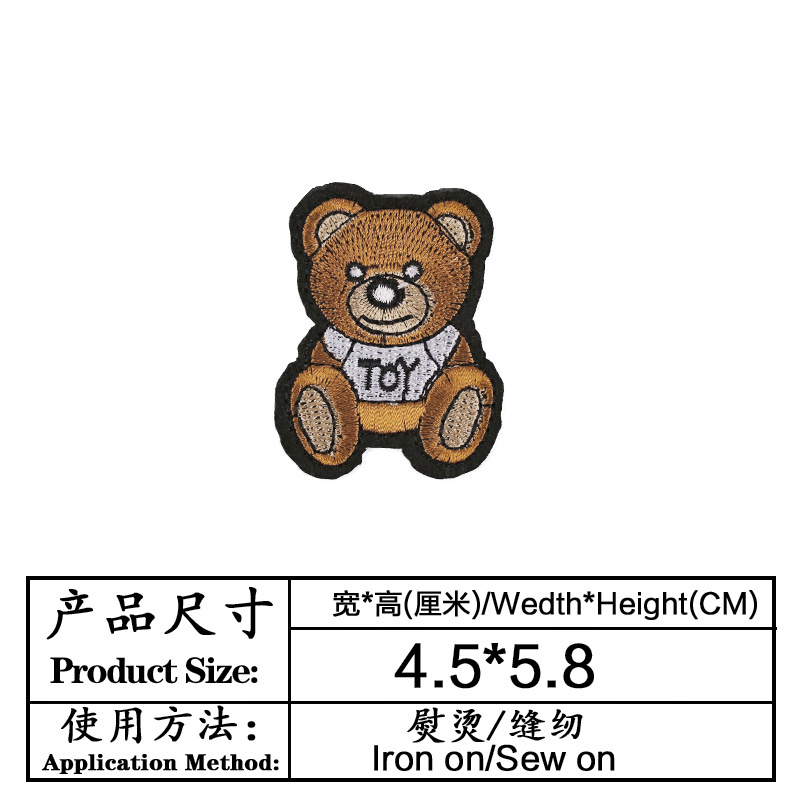 TOY
产品尺寸
Product Size:
宽*高(厘米)/Wedth*Height(CM)
4.5*5.8
使用方法:
Application Method:
熨烫/缝纫
Iron on/Sew on